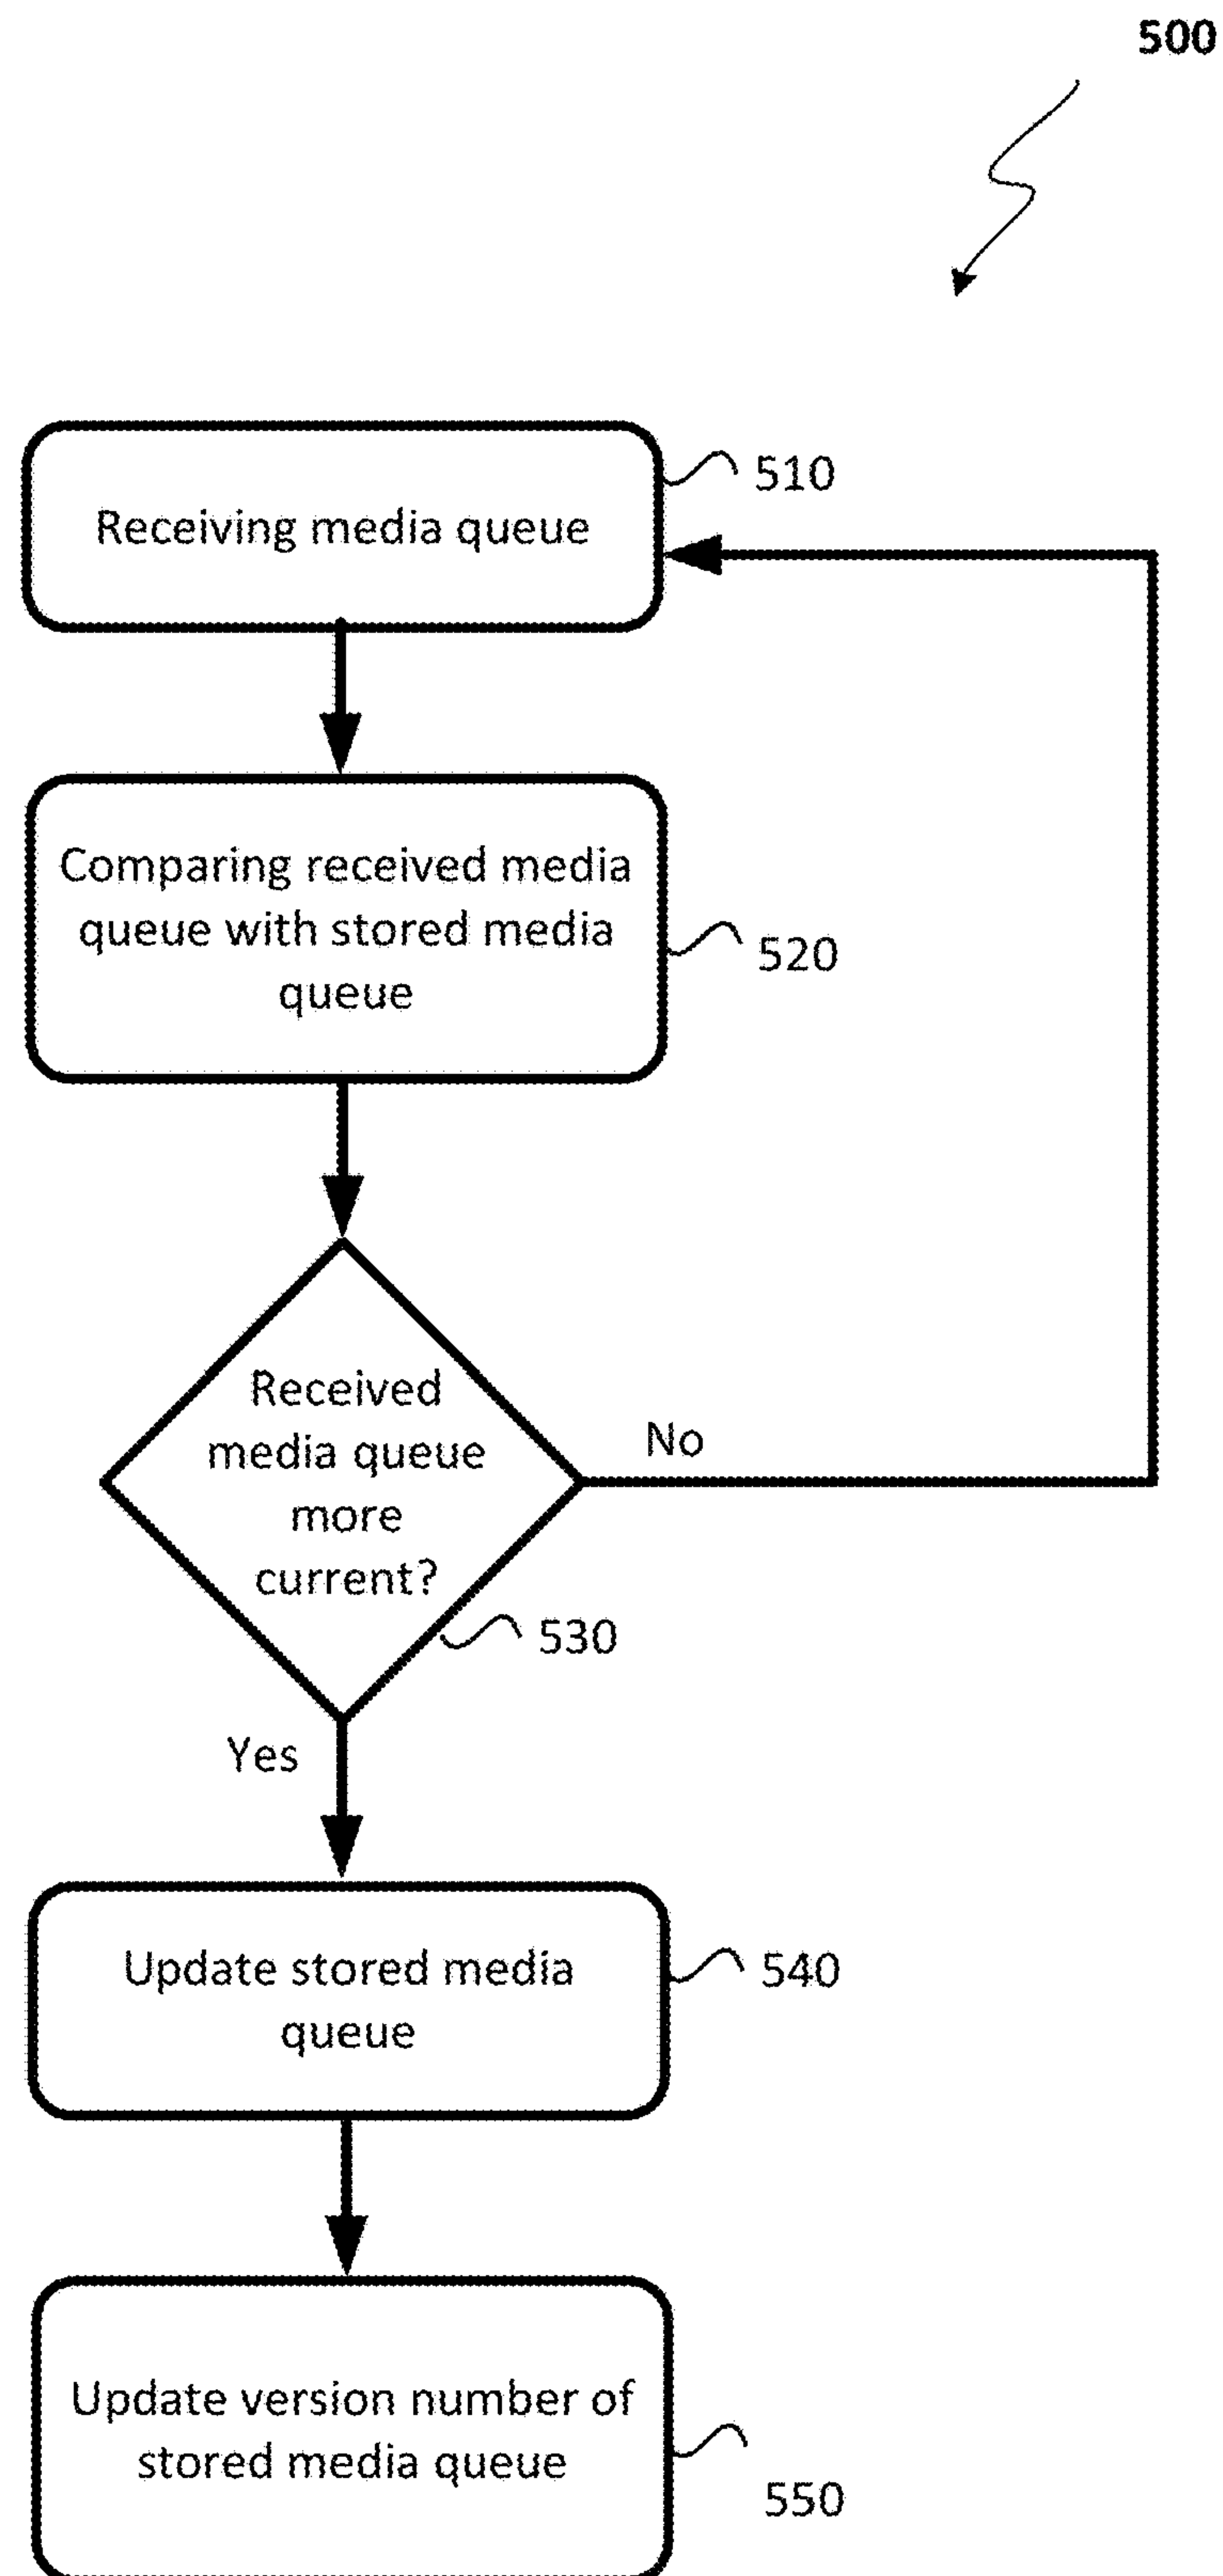 500
Receiving media queue
510
Comparing received media
queue with stored media
queue
520
Received
media queue
more
current?
No
530
Yes
Update stored media
queue
540
Update version number of
stored media queue
550